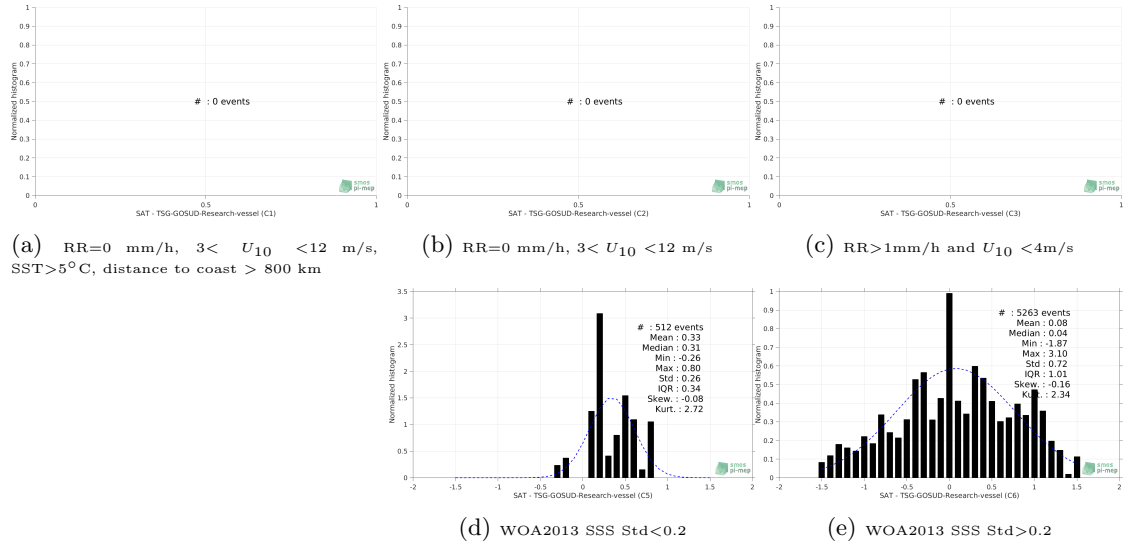 1
0.9
0.8
0.7
0.6
0.5
0.4
0.3
0.2
0.1
0
0
0.5
1
Normalized histogram
# : 0 events
smos
pi-mep
SAT - TSG-GOSUD-Research-vessel (C1)
(a) RR=0 mm/h, 3< U10 <12 m/s,
SST>5°C, distance to coast > 800 km
1
0.9
0.8
0.7
0.6
0.5
0.4
0.3
0.2
0.1
0
0
0.5
1
Normalized histogram
# : 0 events
smos
pi-mep
SAT - TSG-GOSUD-Research-vessel (C2)
(b) RR=0 mm/h, 3< U10 <12 m/s
1
0.9
0.8
0.7
0.6
0.5
0.4
0.3
0.2
0.1
0
0
0.5
1
Normalized histogram
# : 0 events
smos
pi-mep
SAT - TSG-GOSUD-Research-vessel (C3)
(c) RR>1mm/h and U10 <4m/s
3.5
3
2.5
2
1.5
1
0.5
0
-2
-1.5
-1
-0.5
0
0.5
1
1.5
2
Normalized histogram
# : 512 events
Mean : 0.33
Median : 0.31
Min : -0.26
Max : 0.80
Std : 0.26
IQR : 0.34
Skew. : -0.08
Kurt. : 2.72
smos
pi-mep
SAT - TSG-GOSUD-Research-vessel (C5)
(d) WOA2013 SSS Std<0.2
1
0.9
0.8
0.7
0.6
0.5
0.4
0.3
0.2
0.1
0
-2
-1.5
-1
-0.5
0
0.5
1
1.5
2
Normalized histogram
# : 5263 events
Mean : 0.08
Median : 0.04
Min : -1.87
Max : 3.10
Std : 0.72
IQR : 1.01
Skew. : -0.16
Kurt. : 2.34
smos
pi-mep
SAT - TSG-GOSUD-Research-vessel (C6)
(e) WOA2013 SSS Std>0.2